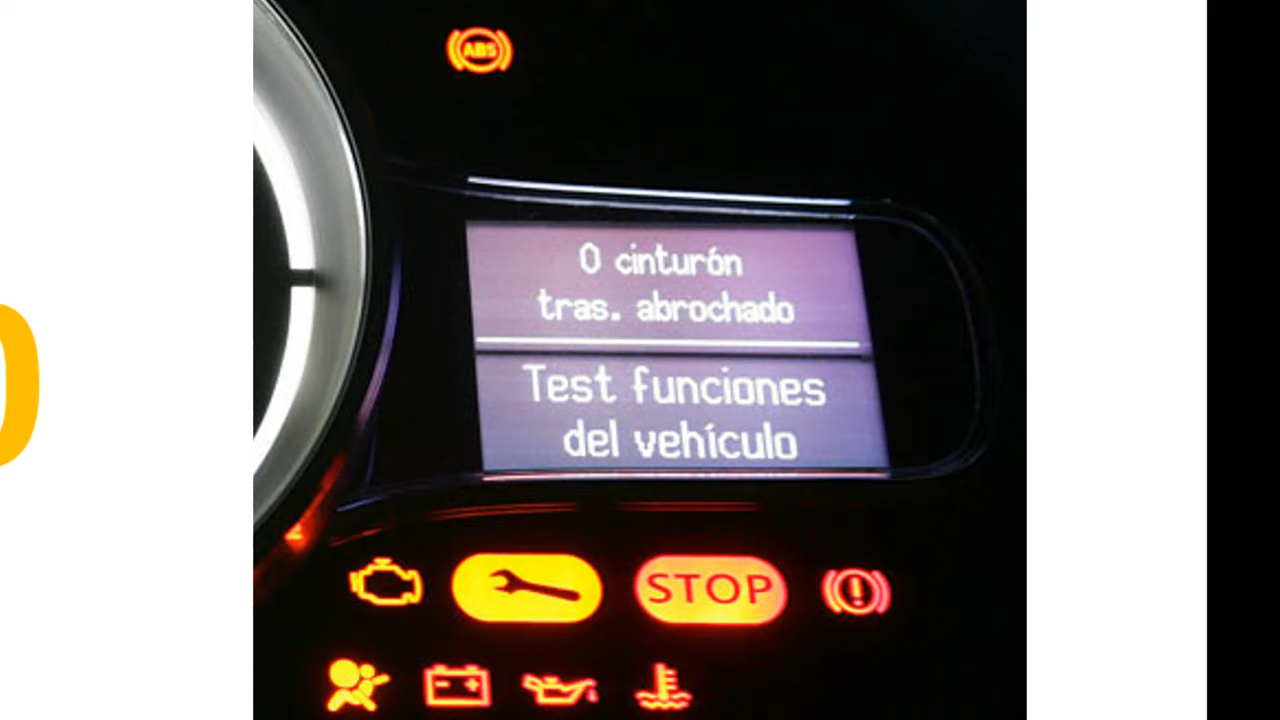 ABS
0 cinturón
tras. abrochado
Test funciones
del vehículo
STOP